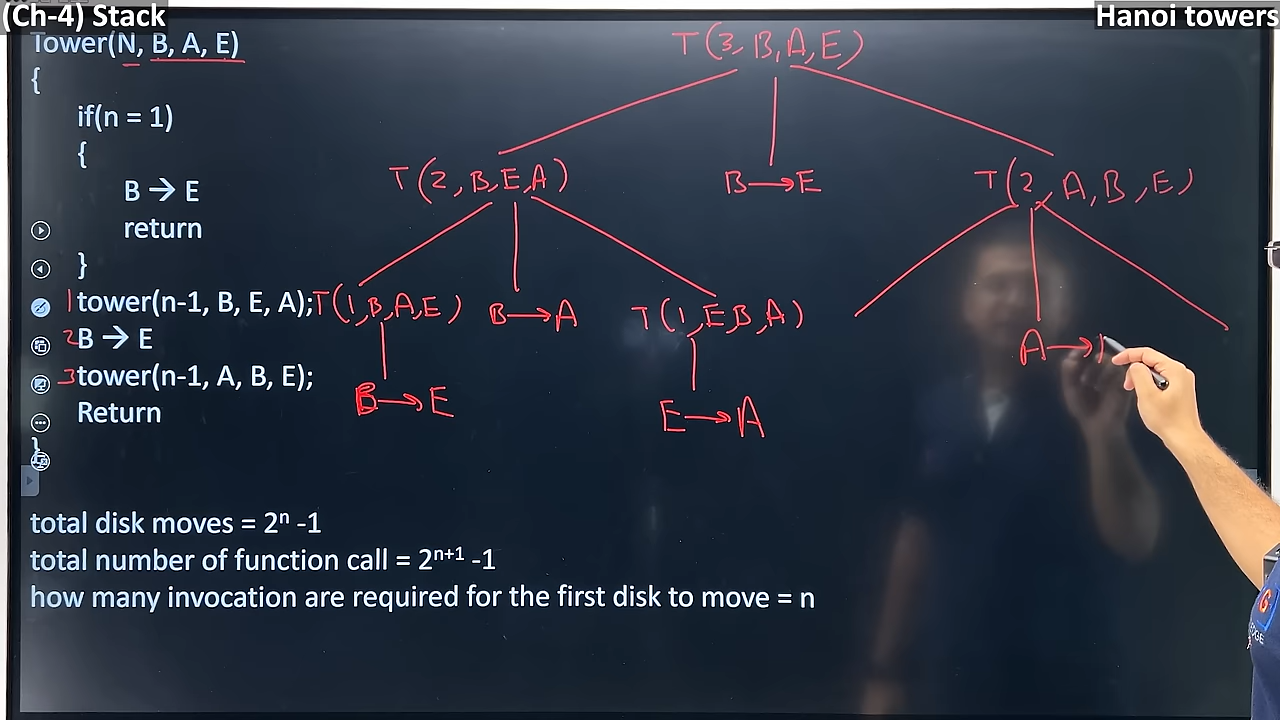 (Ch-4) Stack
Hanoi towers
Tower(N, B, A, E)
{
if(n = 1)
{
B → E
return
}
1 tower(n-1, B, E, A);
2 B → E
3 tower(n-1, A, B, E);
Return
}
total disk moves = 2ⁿ -1
total number of function call = 2ⁿ⁺¹ -1
how many invocation are required for the first disk to move = n
T(3, B, A, E)
T(2, B, E, A)
B → E
T(2, A, B, E)
T(1, B, A, E)
B → A
T(1, E, B, A)
A →
B → E
E → A
G
EDGE